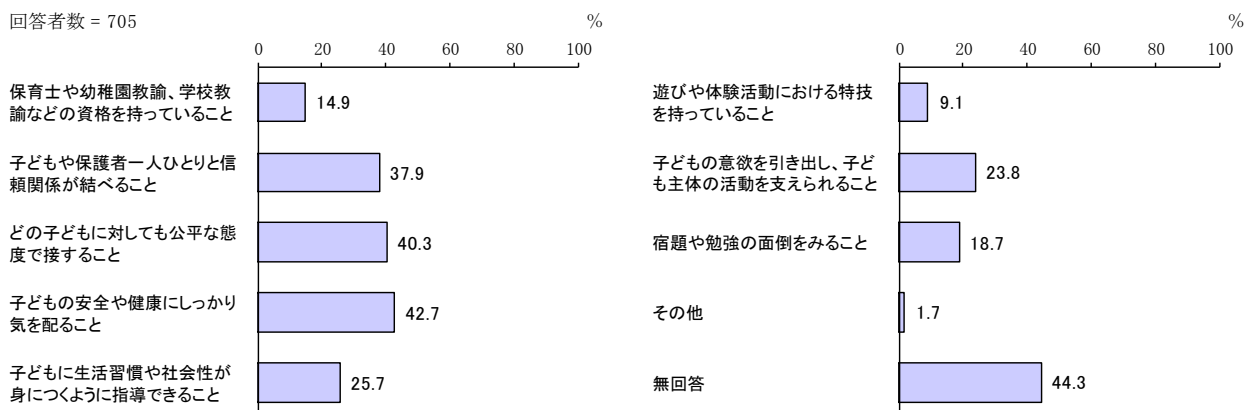 回答者数 = 705
%
0 20 40 60 80 100
保育士や幼稚園教諭、学校教
諭などの資格を持っていること
14.9
子どもや保護者一人ひとりと信
頼関係が結べること
37.9
どの子どもに対しても公平な態
度で接すること
40.3
子どもの安全や健康にしっかり
気を配ること
42.7
子どもに生活習慣や社会性が
身につくように指導できること
25.7
%
0 20 40 60 80 100
遊びや体験活動における特技
を持っていること
9.1
子どもの意欲を引き出し、子ど
も主体の活動を支えられること
23.8
宿題や勉強の面倒をみること
18.7
その他
1.7
無回答
44.3